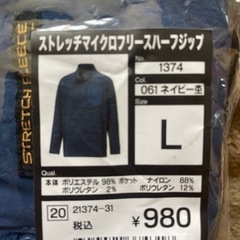 STRETCH FLEECE
ストレッチマイクロフリースハーフジップ
No.
1374
Col.
061 ネイビー杢
Size
L
Qual.
本体 ポリエステル 98% ポケット ナイロン 88%
ポリウレタン 2% ポリウレタン 12%
20 21374-31
税込 ¥980